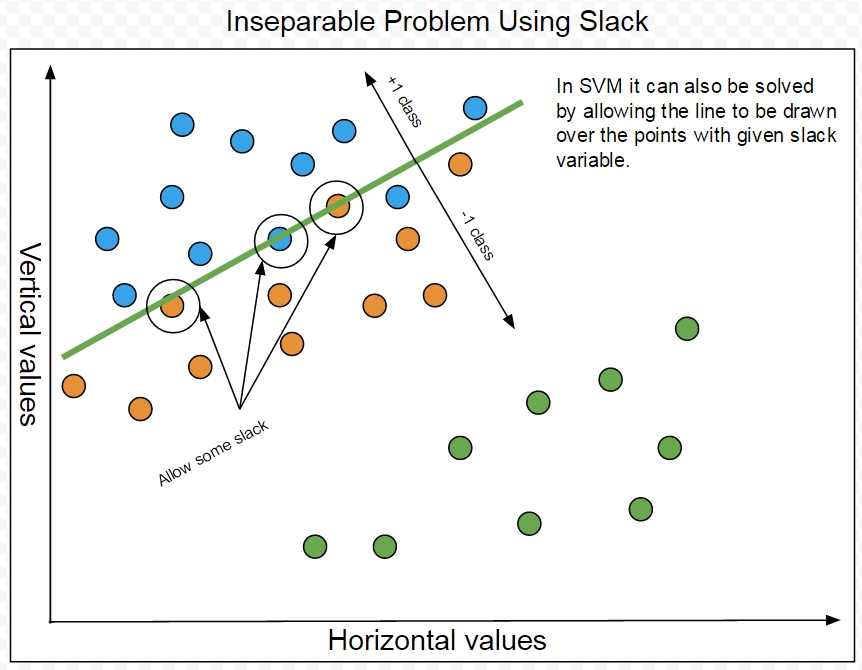 Inseparable Problem Using Slack
In SVM it can also be solved
by allowing the line to be drawn
over the points with given slack
variable.
+1 class
-1 class
Vertical values
Allow some slack
Horizontal values